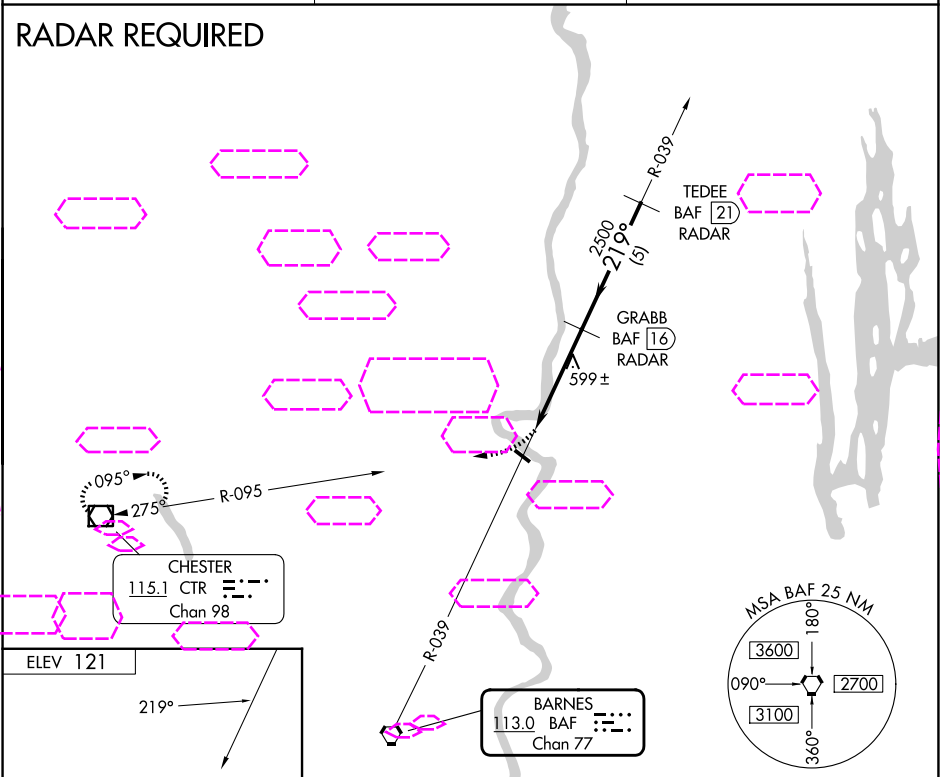 RADAR REQUIRED
R-039
TEDEE
BAF 21
RADAR
2500
219°
(5)
GRABB
BAF 16
RADAR
599 ±
095°
275°
R-095
CHESTER
115.1 CTR
Chan 98
R-039
MSA BAF 25 NM
180°
3600
090°
2700
3100
360°
ELEV 121
219°
BARNES
113.0 BAF
Chan 77